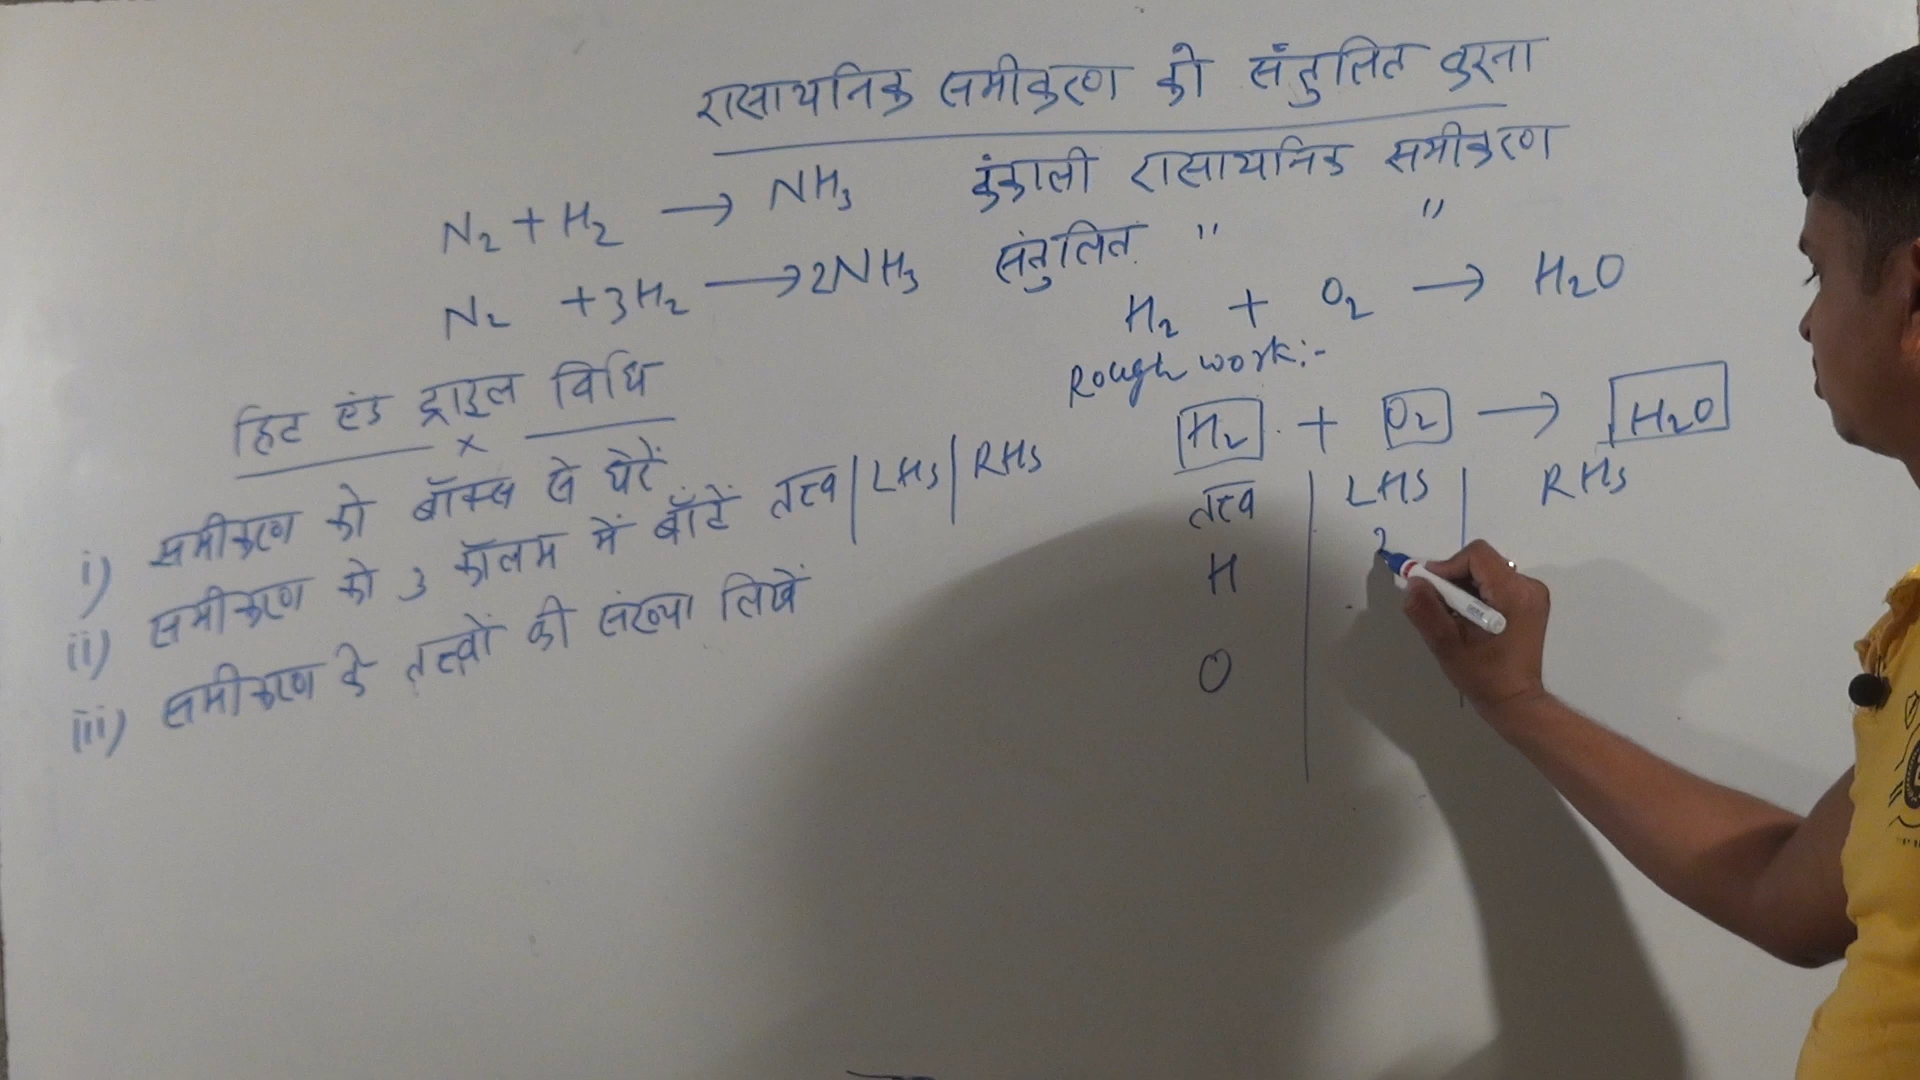 रासायनिक समीकरण को संतुलित करना
N₂ + H₂ → NH₃ कंकाली रासायनिक समीकरण
N₂ + 3H₂ → 2NH₃ संतुलित " "
H₂ + O₂ → H₂O
Rough work:-
H₂ + O₂ → H₂O
तत्व | LHS | RHS
H 2
O
हिट एंड ट्राइल विधि
x
i) समीकरण को बॉक्स से घेरें
ii) समीकरण को 3 कॉलम में बाँटें तत्व | LHS | RHS
iii) समीकरण के तत्त्वों की संख्या लिखें